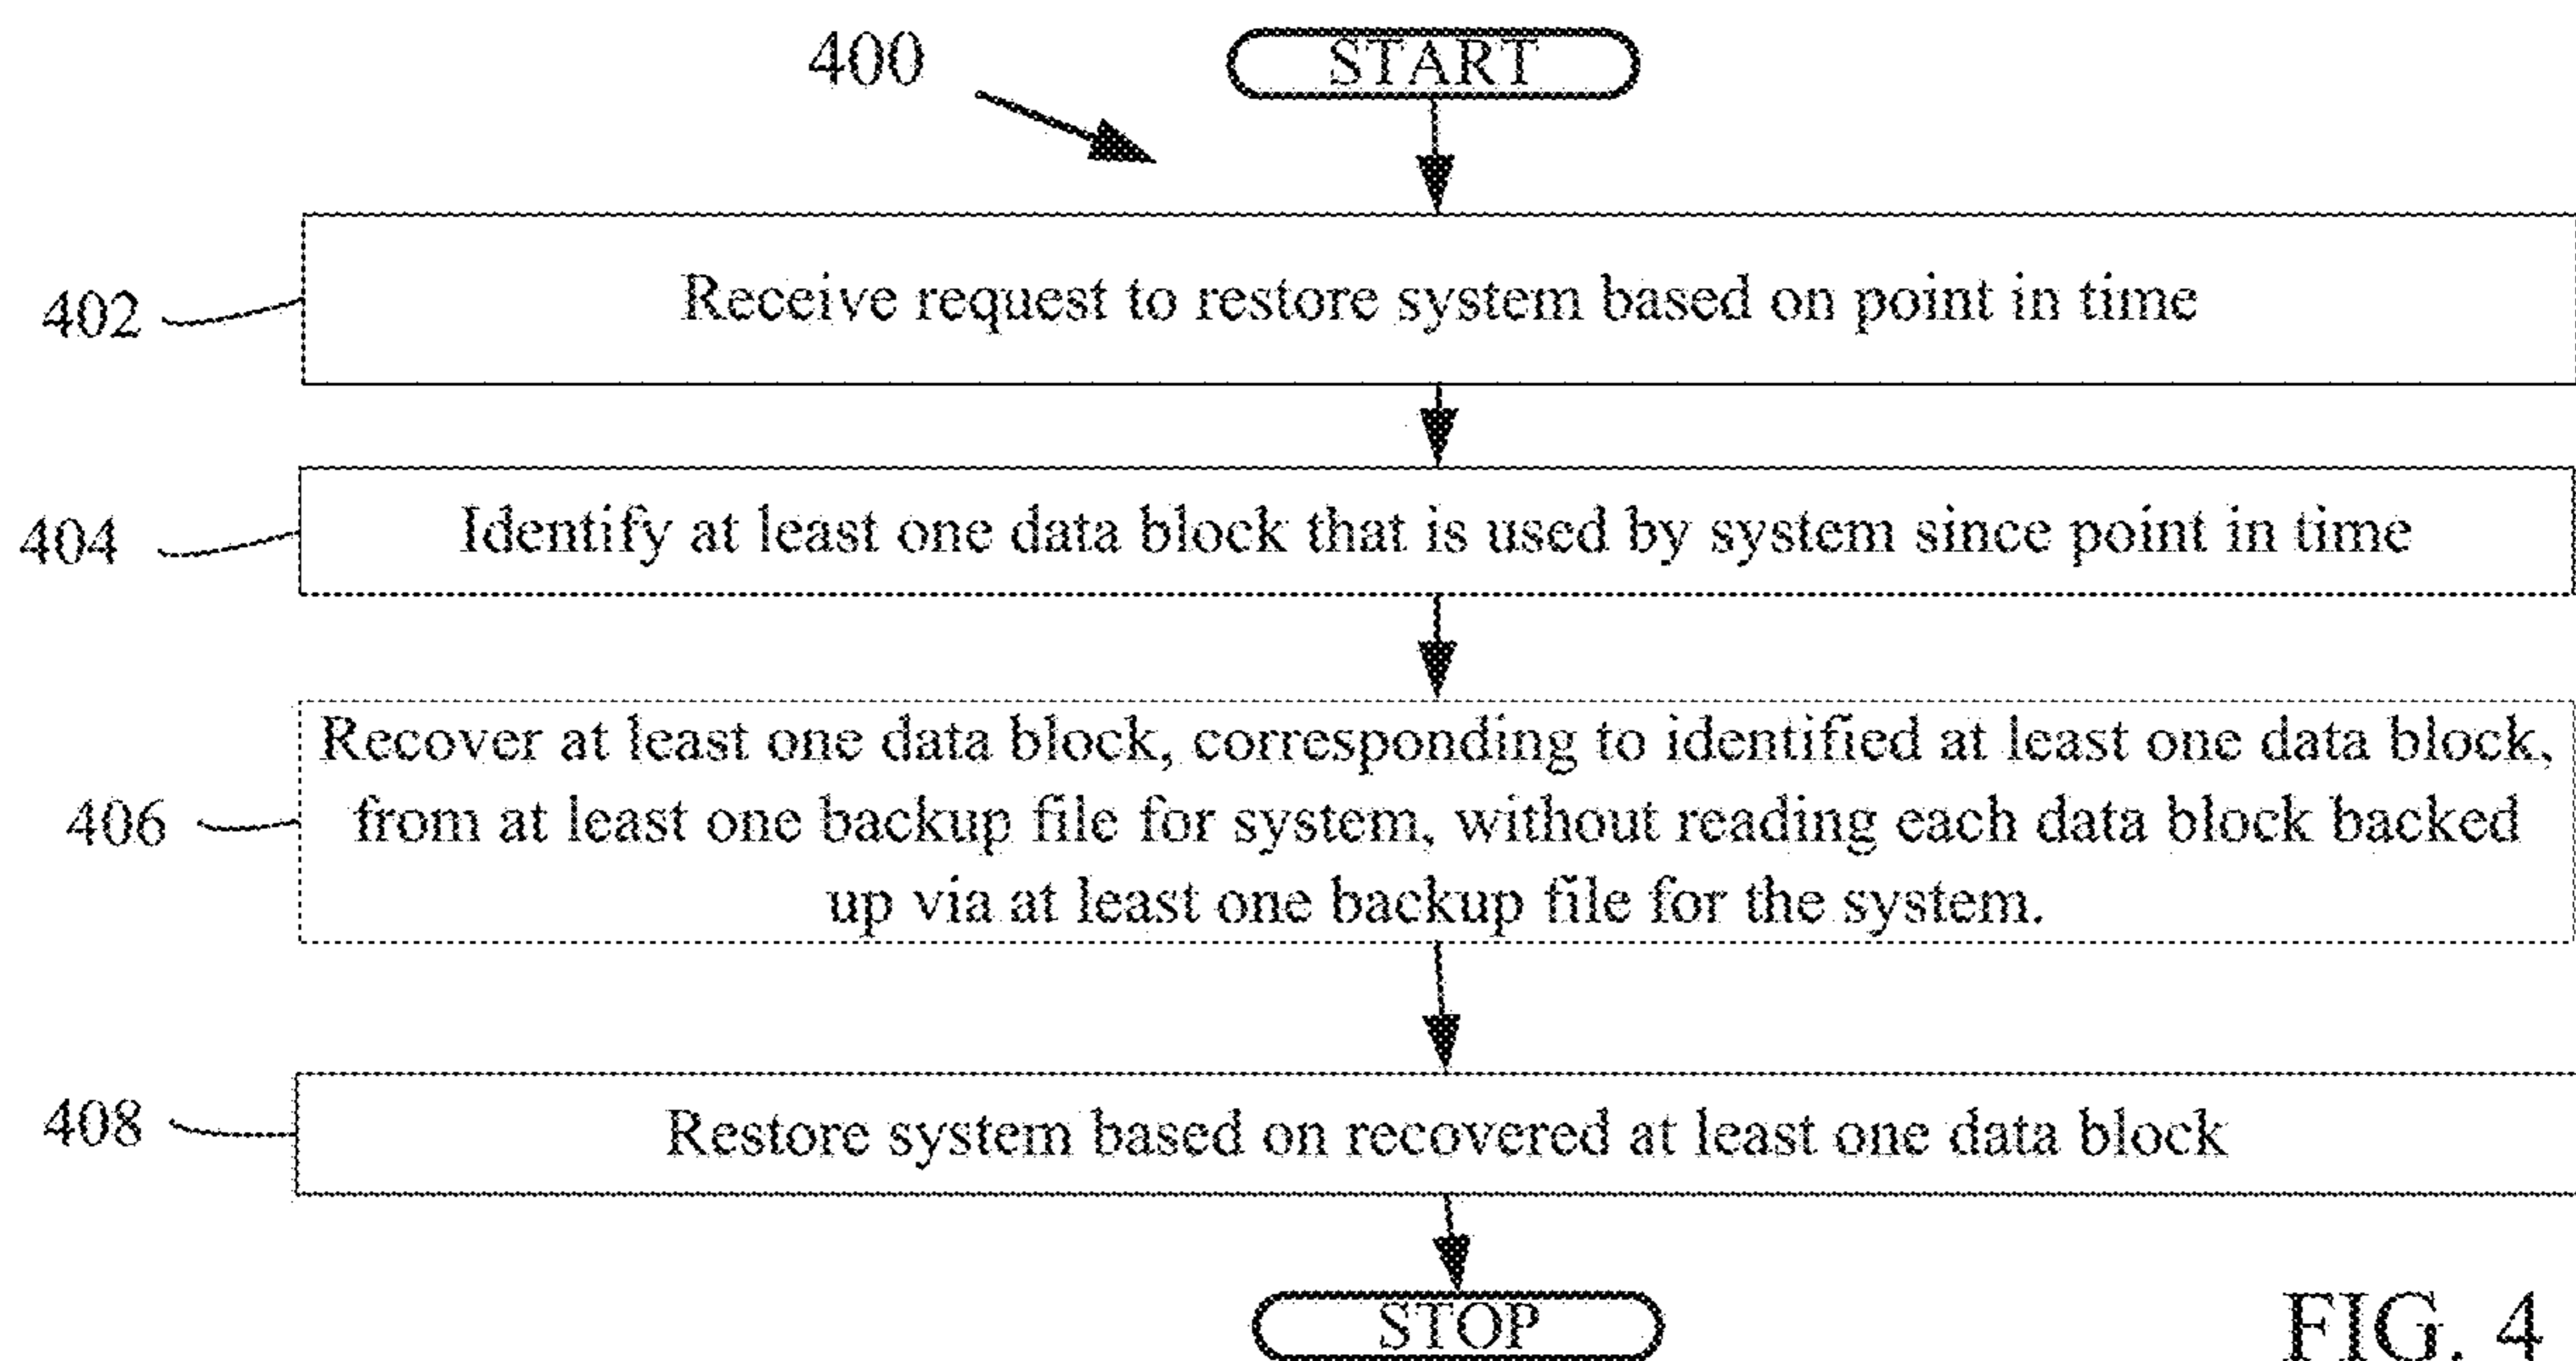 400
START
402
Receive request to restore system based on point in time
404
Identify at least one data block that is used by system since point in time
406
Recover at least one data block, corresponding to identified at least one data block,
from at least one backup file for system, without reading each data block backed
up via at least one backup file for the system.
408
Restore system based on recovered at least one data block
STOP
FIG. 4